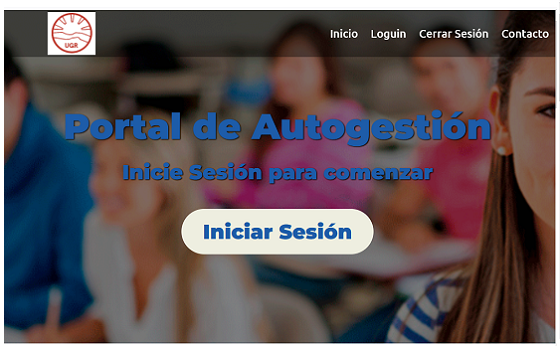 UGR
Inicio Loguin Cerrar Sesión Contacto
Portal de Autogestión
Inicie Sesión para comenzar
Iniciar Sesión